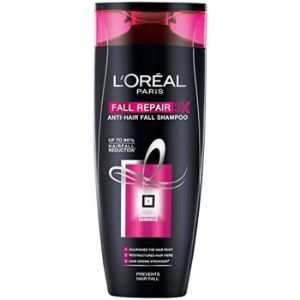 L'ORÉAL
PARIS
FALL REPAIR 3X
ANTI-HAIR FALL SHAMPOO
UP TO 90%
HAIRFALL
REDUCTION*
NOURISHES THE HAIR ROOT
RESTRUCTURES HAIR FIBRE
HAIR GROWS STRONGER*
PREVENTS
HAIR FALL*